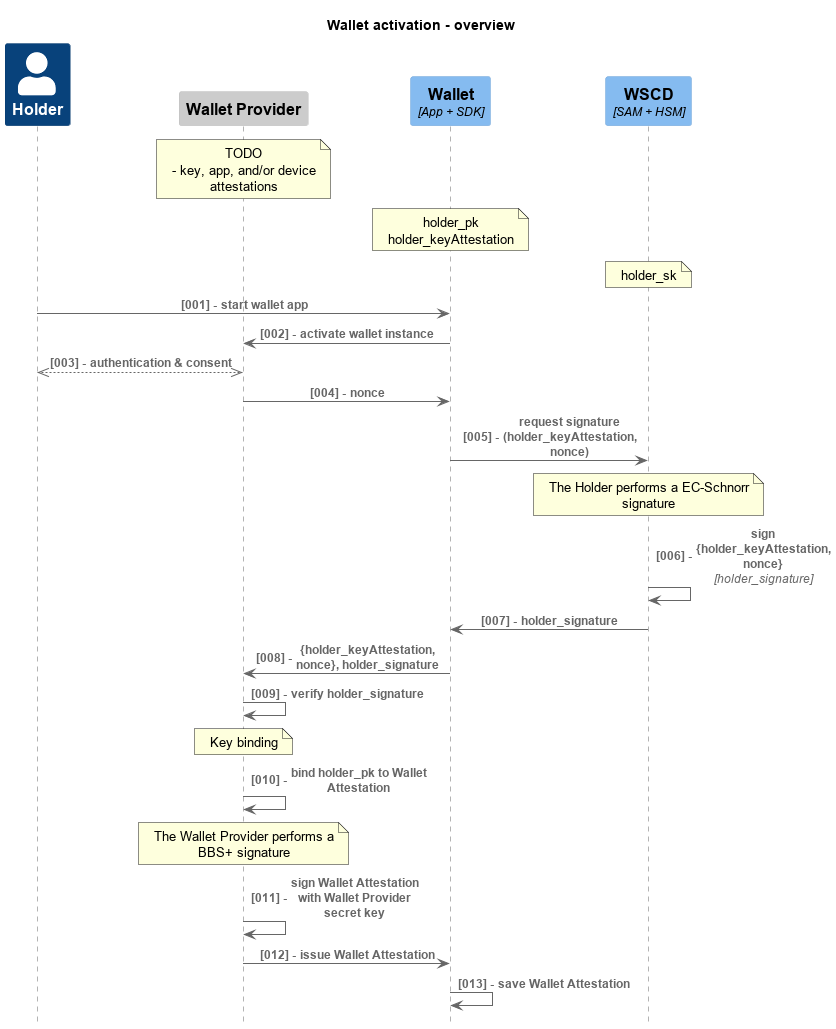 Wallet activation - overview
Holder
Wallet Provider
Wallet
[App + SDK]
WSCD
[SAM + HSM]
TODO
- key, app, and/or device
attestations
holder_pk
holder_keyAttestation
holder_sk
[001] - start wallet app
[002] - activate wallet instance
[003] - authentication & consent
[004] - nonce
request signature
[005] - (holder_keyAttestation,
nonce)
The Holder performs a EC-Schnorr
signature
sign
[006] - {holder_keyAttestation,
nonce}
[holder_signature]
[007] - holder_signature
[008] - {holder_keyAttestation,
nonce}, holder_signature
[009] - verify holder_signature
Key binding
[010] - bind holder_pk to Wallet
Attestation
The Wallet Provider performs a
BBS+ signature
sign Wallet Attestation
[011] - with Wallet Provider
secret key
[012] - issue Wallet Attestation
[013] - save Wallet Attestation